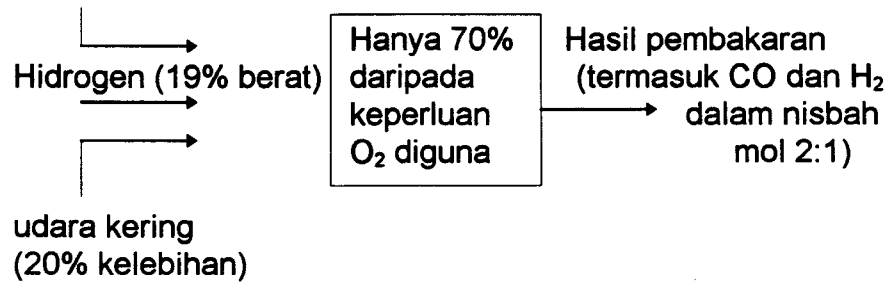 Hidrogen (19% berat)
Hanya 70%
daripada
keperluan
O₂ diguna
Hasil pembakaran
(termasuk CO dan H₂
dalam nisbah
mol 2:1)
udara kering
(20% kelebihan)